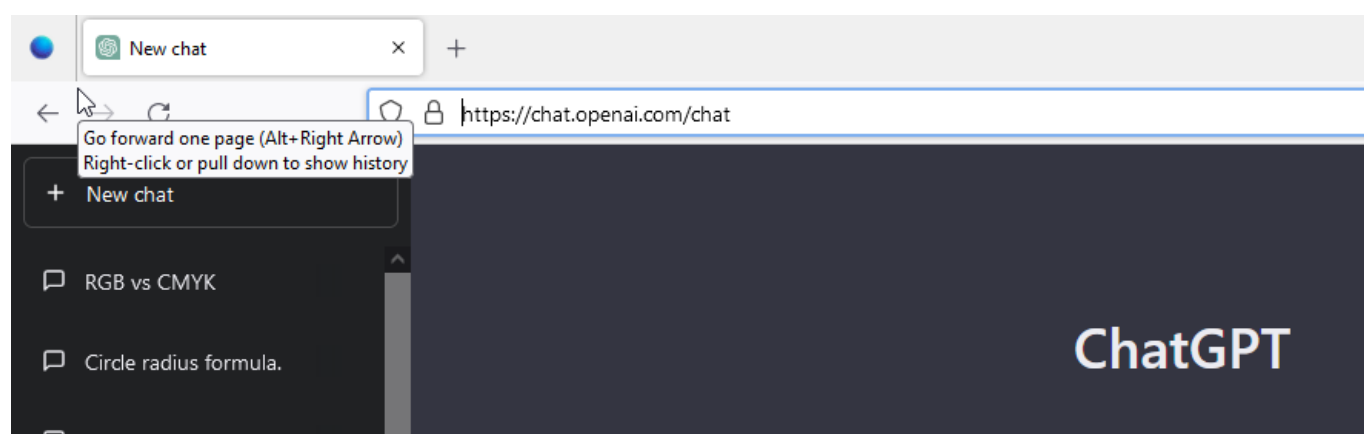 New chat
https://chat.openai.com/chat
Go forward one page (Alt+Right Arrow)
Right-click or pull down to show history
New chat
RGB vs CMYK
Circle radius formula.
ChatGPT